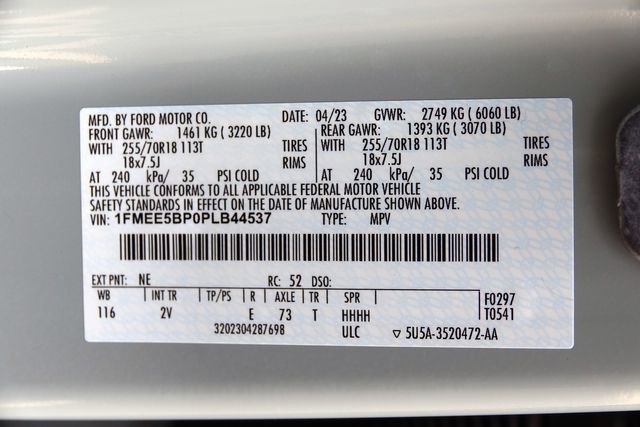 MFD. BY FORD MOTOR CO. DATE: 04/23 GVWR: 2749 KG ( 6060 LB)
FRONT GAWR: 1461 KG ( 3220 LB) REAR GAWR: 1393 KG ( 3070 LB)
WITH 255/70R18 113T TIRES WITH 255/70R18 113T TIRES
18x7.5J RIMS 18x7.5J RIMS
AT 240 kPa/ 35 PSI COLD AT 240 kPa/ 35 PSI COLD
THIS VEHICLE CONFORMS TO ALL APPLICABLE FEDERAL MOTOR VEHICLE
SAFETY STANDARDS IN EFFECT ON THE DATE OF MANUFACTURE SHOWN ABOVE.
VIN: 1FMEE5BP0PLB44537 TYPE: MPV
EXT PNT: NE RC: 52 DSO:
WB INT TR TP/PS R AXLE TR SPR F0297
116 2V E 73 T HHHH T0541
3202304287698 ULC ▽ 5U5A-3520472-AA